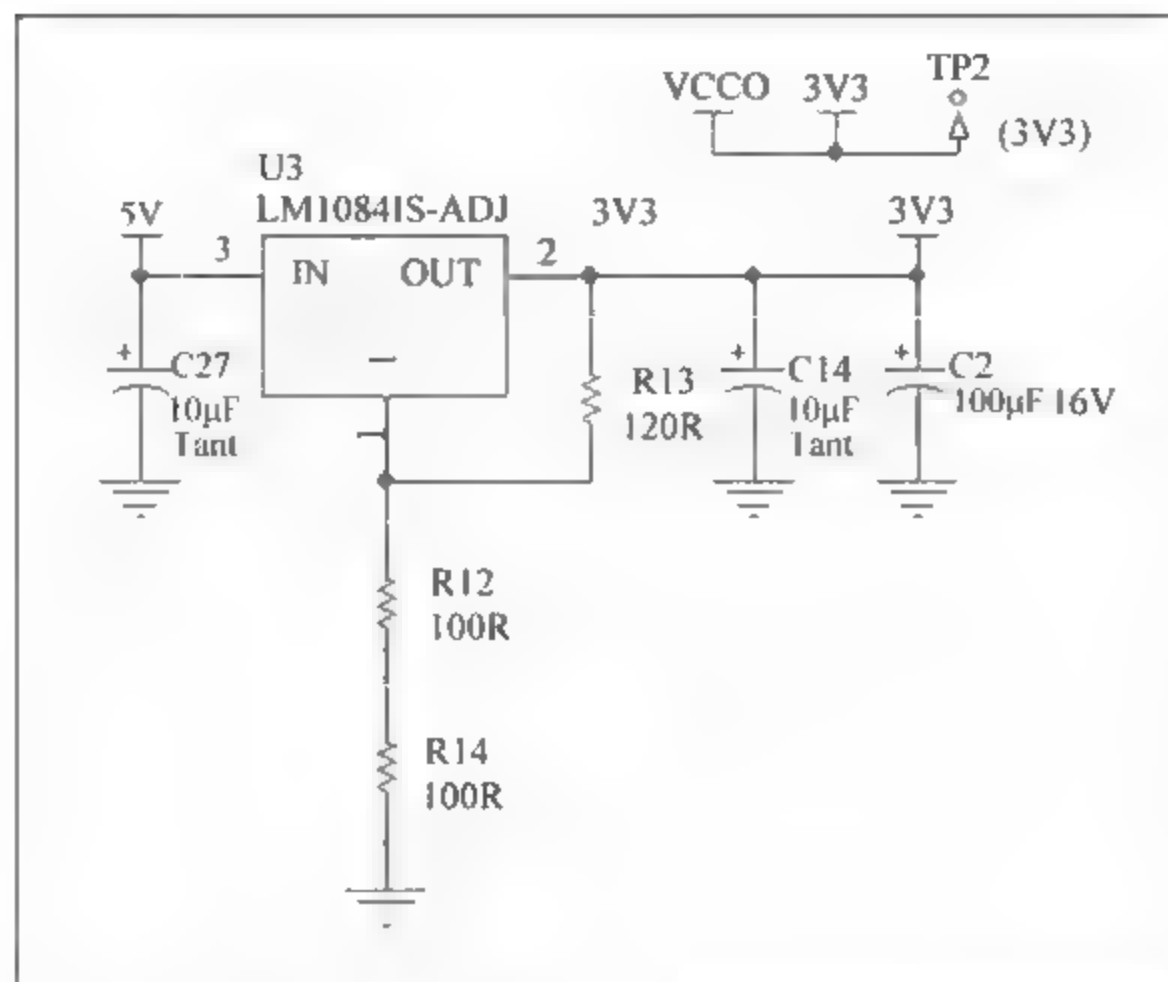 VCCO 3V3 TP2
(3V3)
U3
LM1084IS-ADJ
5V
3
IN
OUT
2
3V3
3V3
C27
10µF
Tant
R13
120R
C14
10µF
Tant
C2
100µF 16V
R12
100R
R14
100R